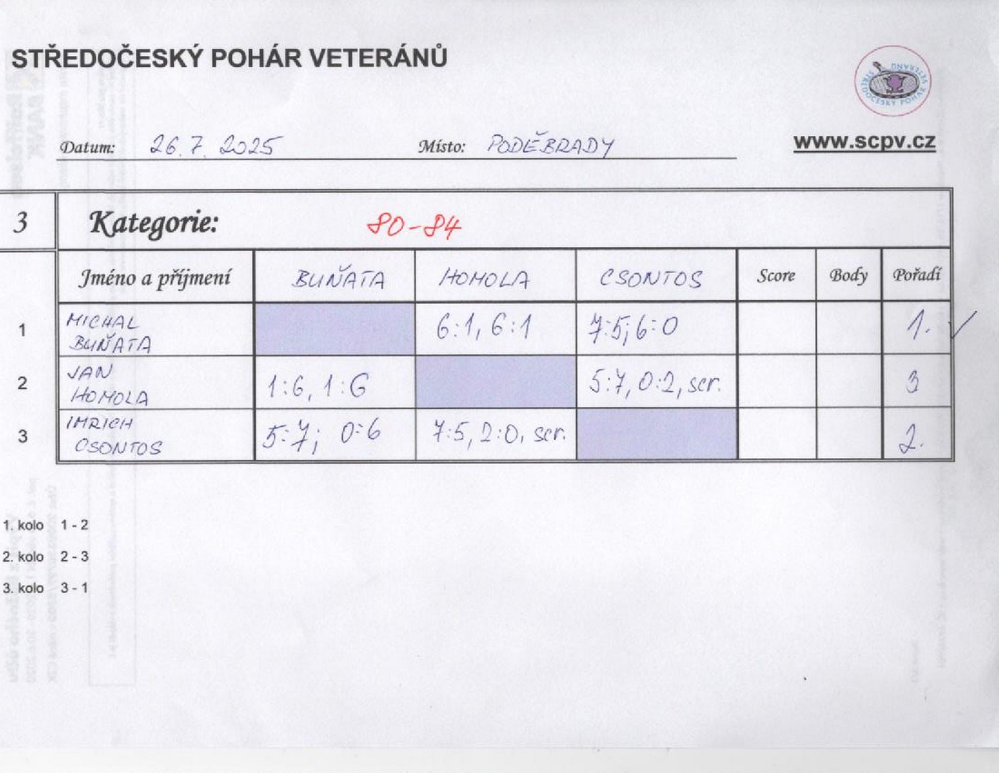 STŘEDOČESKÝ POHÁR VETERÁNŮ
STŘEDOČESKÝ POHÁR VETERÁNŮ
Datum: 26.7.2025 Místo: PODĚBRADY www.scpv.cz
3 Kategorie: 80-84
Jméno a příjmení BUŇATA HOMOLA CSONTOS Score Body Pořadí
1 MICHAL BUŇATA 6:1, 6:1 7:5; 6:0 1.
2 JAN HOMOLA 1:6, 1:6 5:7, 0:2, scr. 3
3 IMRICH CSONTOS 5:7; 0:6 7:5, 2:0, scr. 2.
1. kolo 1 - 2
2. kolo 2 - 3
3. kolo 3 - 1